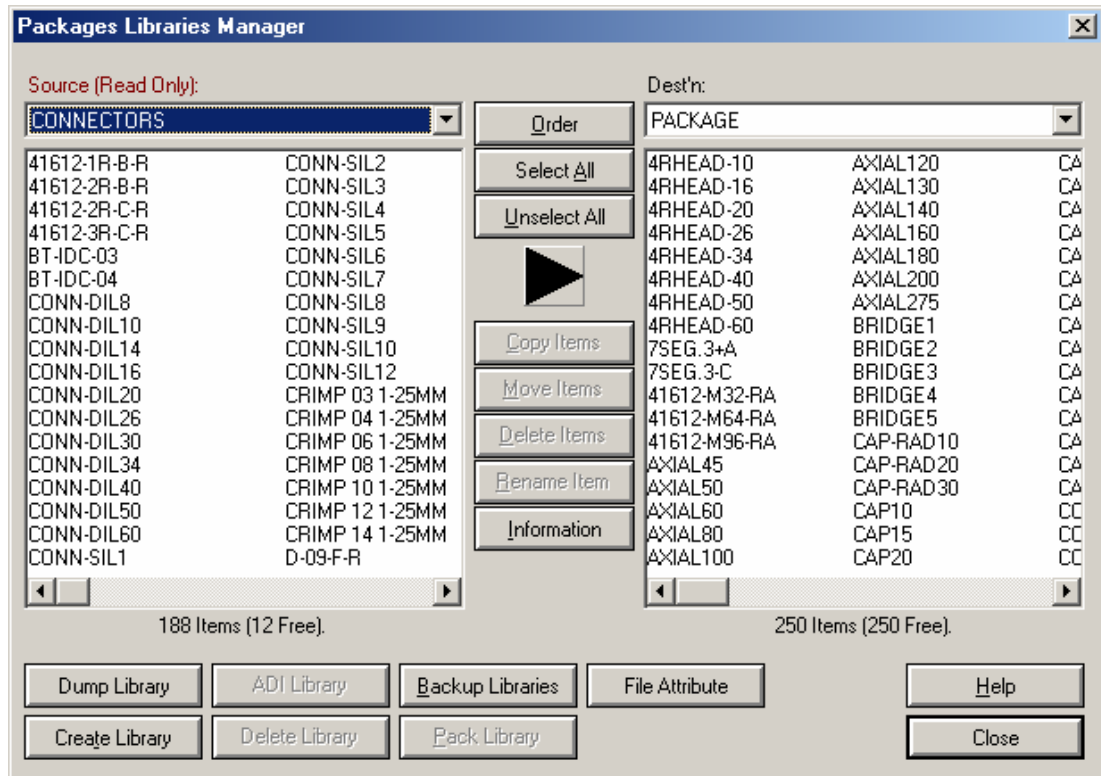 Packages Libraries Manager
Source (Read Only):
CONNECTORS
41612-1R-B-R
41612-2R-B-R
41612-2R-C-R
41612-3R-C-R
BT-IDC-03
BT-IDC-04
CONN-DIL8
CONN-DIL10
CONN-DIL14
CONN-DIL16
CONN-DIL20
CONN-DIL26
CONN-DIL30
CONN-DIL34
CONN-DIL40
CONN-DIL50
CONN-DIL60
CONN-SIL1
CONN-SIL2
CONN-SIL3
CONN-SIL4
CONN-SIL5
CONN-SIL6
CONN-SIL7
CONN-SIL8
CONN-SIL9
CONN-SIL10
CONN-SIL12
CRIMP 03 1-25MM
CRIMP 04 1-25MM
CRIMP 06 1-25MM
CRIMP 08 1-25MM
CRIMP 10 1-25MM
CRIMP 12 1-25MM
CRIMP 14 1-25MM
D-09-F-R
188 Items (12 Free).
Order
Select All
Unselect All
Copy Items
Move Items
Delete Items
Rename Item
Information
Dest'n:
PACKAGE
4RHEAD-10
4RHEAD-16
4RHEAD-20
4RHEAD-26
4RHEAD-34
4RHEAD-40
4RHEAD-50
4RHEAD-60
7SEG.3+A
7SEG.3-C
41612-M32-RA
41612-M64-RA
41612-M96-RA
AXIAL45
AXIAL50
AXIAL60
AXIAL80
AXIAL100
AXIAL120
AXIAL130
AXIAL140
AXIAL160
AXIAL180
AXIAL200
AXIAL275
BRIDGE1
BRIDGE2
BRIDGE3
BRIDGE4
BRIDGE5
CAP-RAD10
CAP-RAD20
CAP-RAD30
CAP10
CAP15
CAP20
250 Items (250 Free).
Dump Library
ADI Library
Backup Libraries
File Attribute
Help
Create Library
Delete Library
Pack Library
Close